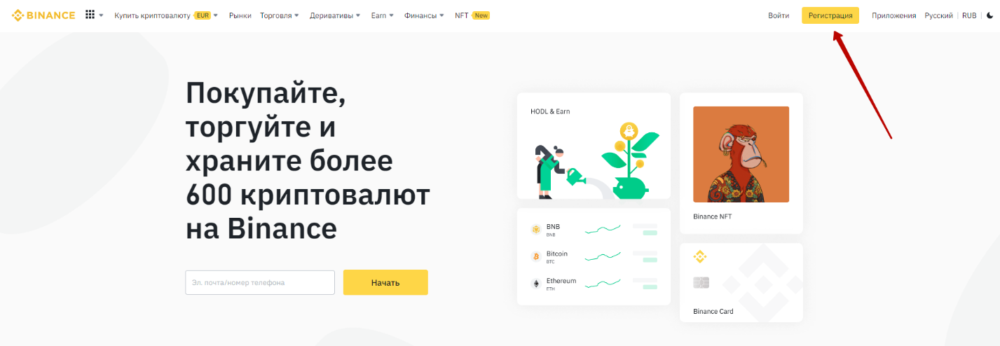 BINANCE Купить криптовалюту EUR Рынки Торговля Деривативы Earn Финансы NFT New Войти Регистрация Приложения Русский RUB
Покупайте,
торгуйте и
храните более
600 криптовалют
на Binance
Эл. почта/номер телефона Начать
HODL & Earn
BNB
BNB
Bitcoin
BTC
Ethereum
ETH
Binance NFT
Binance Card